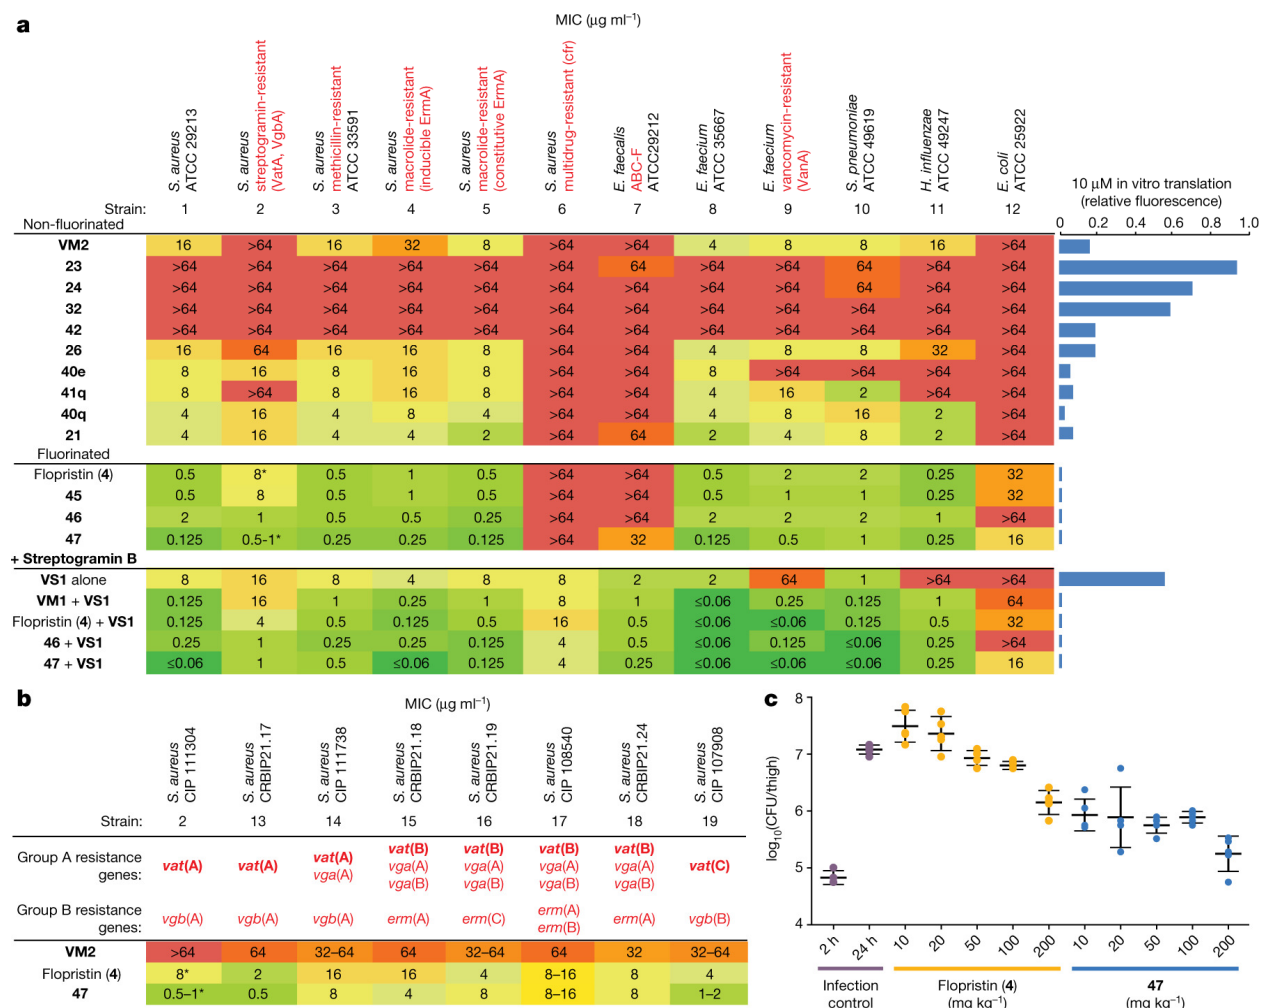 a
MIC (μg ml⁻¹)
S. aureus
ATCC 29213
S. aureus
streptogramin-resistant
(VatA, VgbA)
S. aureus
methicillin-resistant
ATCC 33591
S. aureus
macrolide-resistant
(inducible ErmA)
S. aureus
macrolide-resistant
(constitutive ErmA)
S. aureus
multidrug-resistant (cfr)
E. faecalis
ABC-F
ATCC29212
E. faecium
ATCC 35667
E. faecium
vancomycin-resistant
(VanA)
S. pneumoniae
ATCC 49619
H. influenzae
ATCC 49247
E. coli
ATCC 25922
10 μM in vitro translation
(relative fluorescence)
Strain: 1 2 3 4 5 6 7 8 9 10 11 12
0 0.2 0.4 0.6 0.8 1.0
Non-fluorinated
VM2 16 >64 16 32 8 >64 >64 4 8 8 16 >64
23 >64 >64 >64 >64 >64 >64 64 >64 >64 64 >64 >64
24 >64 >64 >64 >64 >64 >64 >64 >64 >64 64 >64 >64
32 >64 >64 >64 >64 >64 >64 >64 >64 >64 >64 >64 >64
42 >64 >64 >64 >64 >64 >64 >64 >64 >64 >64 >64 >64
26 16 64 16 16 8 >64 >64 4 8 8 32 >64
40e 8 16 8 16 8 >64 >64 8 >64 >64 >64 >64
41q 8 >64 8 16 8 >64 >64 4 16 2 >64 >64
40q 4 16 4 8 4 >64 >64 4 8 16 2 >64
21 4 16 4 4 2 >64 64 2 4 8 2 >64
Fluorinated
Flopristin (4) 0.5 8* 0.5 1 0.5 >64 >64 0.5 2 2 0.25 32
45 0.5 8 0.5 1 0.5 >64 >64 0.5 1 1 0.25 32
46 2 1 0.5 0.5 0.25 >64 >64 2 2 2 1 >64
47 0.125 0.5-1* 0.25 0.25 0.125 >64 32 0.125 0.5 1 0.25 16
+ Streptogramin B
VS1 alone 8 16 8 4 8 8 2 2 64 1 >64 >64
VM1 + VS1 0.125 16 1 0.25 1 8 1 ≤0.06 0.25 0.125 1 64
Flopristin (4) + VS1 0.125 4 0.5 0.125 0.5 16 0.5 ≤0.06 ≤0.06 0.125 0.5 32
46 + VS1 0.25 1 0.25 0.25 0.125 4 0.5 ≤0.06 0.125 ≤0.06 0.25 >64
47 + VS1 ≤0.06 1 0.5 ≤0.06 0.125 4 0.25 ≤0.06 ≤0.06 ≤0.06 0.25 16
b
MIC (μg ml⁻¹)
S. aureus
CIP 111304
S. aureus
CRBIP21.17
S. aureus
CIP 111738
S. aureus
CRBIP21.18
S. aureus
CRBIP21.19
S. aureus
CIP 108540
S. aureus
CRBIP21.24
S. aureus
CIP 107908
Strain: 2 13 14 15 16 17 18 19
Group A resistance
genes:
vat(A)
vat(A)
vat(A)
vga(A)
vat(B)
vga(A)
vga(B)
vat(B)
vga(A)
vga(B)
vat(B)
vga(A)
vga(B)
vat(B)
vga(A)
vga(B)
vat(C)
Group B resistance
genes:
vgb(A)
vgb(A)
vgb(A)
erm(A)
erm(C)
erm(A)
erm(B)
erm(A)
vgb(B)
VM2 >64 64 32–64 64 32–64 64 32 32–64
Flopristin (4) 8* 2 16 16 4 8–16 8 4
47 0.5–1* 0.5 8 4 8 8–16 8 1–2
c
log₁₀(CFU/thigh)
8
7
6
5
4
2 h 24 h 10 20 50 100 200 10 20 50 100 200
Infection
control
Flopristin (4)
(mg kg⁻¹)
47
(mg kg⁻¹)